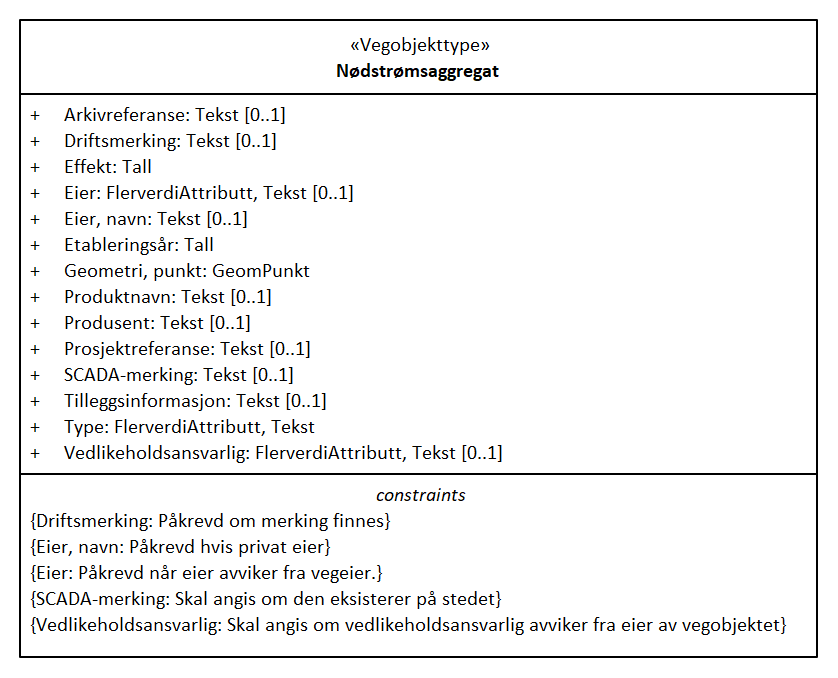 «Vegobjekttype»
Nødstrømsaggregat
+ Arkivreferanse: Tekst [0..1]
+ Driftsmerking: Tekst [0..1]
+ Effekt: Tall
+ Eier: FlerverdiAttributt, Tekst [0..1]
+ Eier, navn: Tekst [0..1]
+ Etableringsår: Tall
+ Geometri, punkt: GeomPunkt
+ Produktnavn: Tekst [0..1]
+ Produsent: Tekst [0..1]
+ Prosjektreferanse: Tekst [0..1]
+ SCADA-merking: Tekst [0..1]
+ Tilleggsinformasjon: Tekst [0..1]
+ Type: FlerverdiAttributt, Tekst
+ Vedlikeholdsansvarlig: FlerverdiAttributt, Tekst [0..1]
constraints
{Driftsmerking: Påkrevd om merking finnes}
{Eier, navn: Påkrevd hvis privat eier}
{Eier: Påkrevd når eier avviker fra vegeier.}
{SCADA-merking: Skal angis om den eksisterer på stedet}
{Vedlikeholdsansvarlig: Skal angis om vedlikeholdsansvarlig avviker fra eier av vegobjektet}